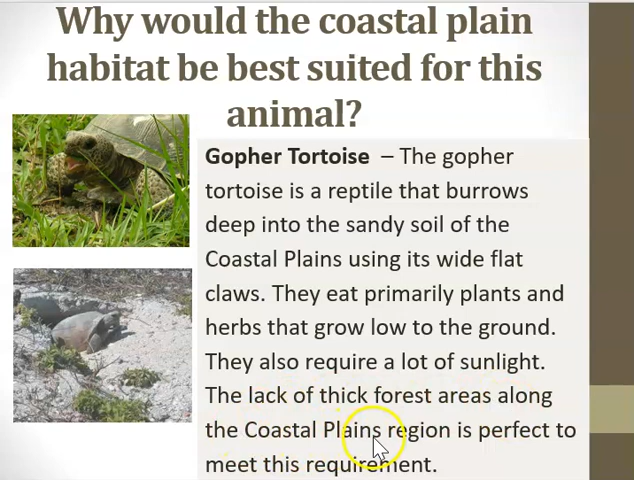 Why would the coastal plain
habitat be best suited for this
animal?
Gopher Tortoise – The gopher
tortoise is a reptile that burrows
deep into the sandy soil of the
Coastal Plains using its wide flat
claws. They eat primarily plants and
herbs that grow low to the ground.
They also require a lot of sunlight.
The lack of thick forest areas along
the Coastal Plains region is perfect to
meet this requirement.